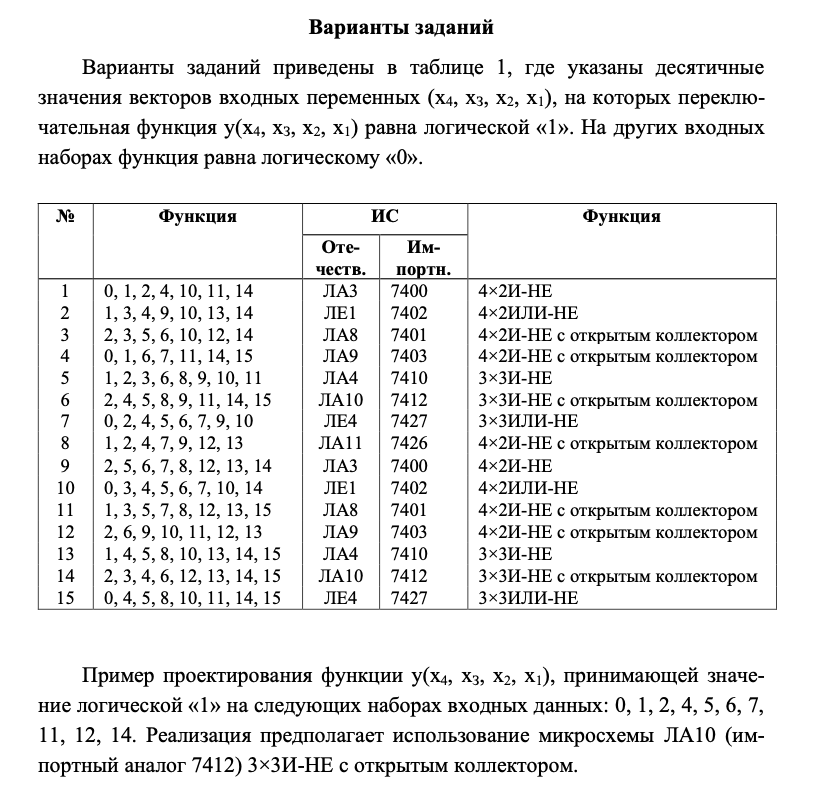 Варианты заданий
Варианты заданий приведены в таблице 1, где указаны десятичные
значения векторов входных переменных (x4, x3, x2, x1), на которых переклю-
чательная функция y(x4, x3, x2, x1) равна логической «1». На других входных
наборах функция равна логическому «0».
№ Функция ИС Функция
Оте- Им-
честв. портн.
1 0, 1, 2, 4, 10, 11, 14 ЛА3 7400 4×2И-НЕ
2 1, 3, 4, 9, 10, 13, 14 ЛЕ1 7402 4×2ИЛИ-НЕ
3 2, 3, 5, 6, 10, 12, 14 ЛА8 7401 4×2И-НЕ с открытым коллектором
4 0, 1, 6, 7, 11, 14, 15 ЛА9 7403 4×2И-НЕ с открытым коллектором
5 1, 2, 3, 6, 8, 9, 10, 11 ЛА4 7410 3×3И-НЕ
6 2, 4, 5, 8, 9, 11, 14, 15 ЛА10 7412 3×3И-НЕ с открытым коллектором
7 0, 2, 4, 5, 6, 7, 9, 10 ЛЕ4 7427 3×3ИЛИ-НЕ
8 1, 2, 4, 7, 9, 12, 13 ЛА11 7426 4×2И-НЕ с открытым коллектором
9 2, 5, 6, 7, 8, 12, 13, 14 ЛА3 7400 4×2И-НЕ
10 0, 3, 4, 5, 6, 7, 10, 14 ЛЕ1 7402 4×2ИЛИ-НЕ
11 1, 3, 5, 7, 8, 12, 13, 15 ЛА8 7401 4×2И-НЕ с открытым коллектором
12 2, 6, 9, 10, 11, 12, 13 ЛА9 7403 4×2И-НЕ с открытым коллектором
13 1, 4, 5, 8, 10, 13, 14, 15 ЛА4 7410 3×3И-НЕ
14 2, 3, 4, 6, 12, 13, 14, 15 ЛА10 7412 3×3И-НЕ с открытым коллектором
15 0, 4, 5, 8, 10, 11, 14, 15 ЛЕ4 7427 3×3ИЛИ-НЕ
Пример проектирования функции y(x4, x3, x2, x1), принимающей значе-
ние логической «1» на следующих наборах входных данных: 0, 1, 2, 4, 5, 6, 7,
11, 12, 14. Реализация предполагает использование микросхемы ЛА10 (им-
портный аналог 7412) 3×3И-НЕ с открытым коллектором.